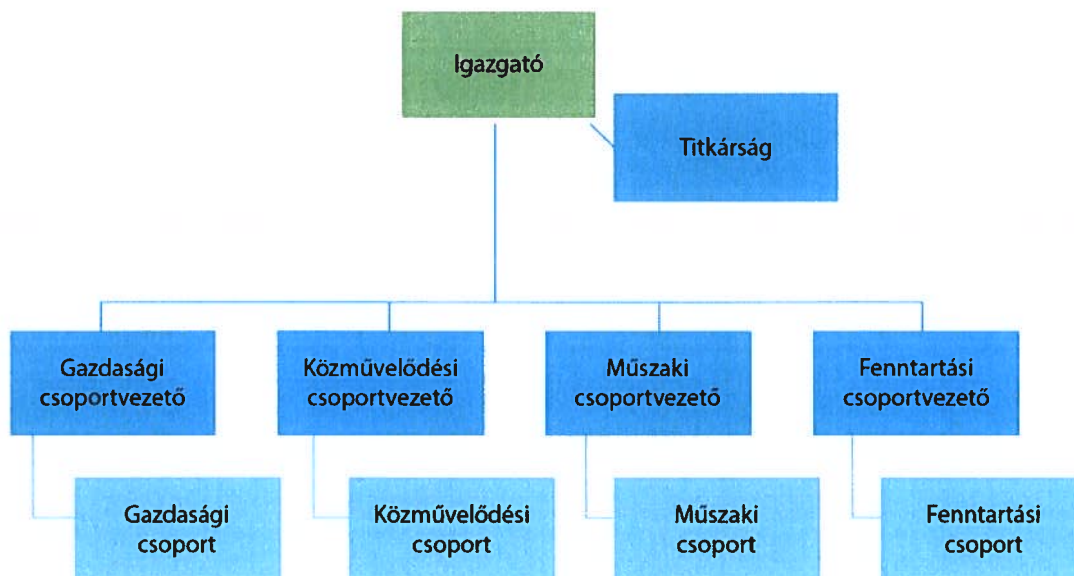 Igazgató
Titkárság
Gazdasági
csoportvezető
Közművelődési
csoportvezető
Műszaki
csoportvezető
Fenntartási
csoportvezető
Gazdasági
csoport
Közművelődési
csoport
Műszaki
csoport
Fenntartási
csoport